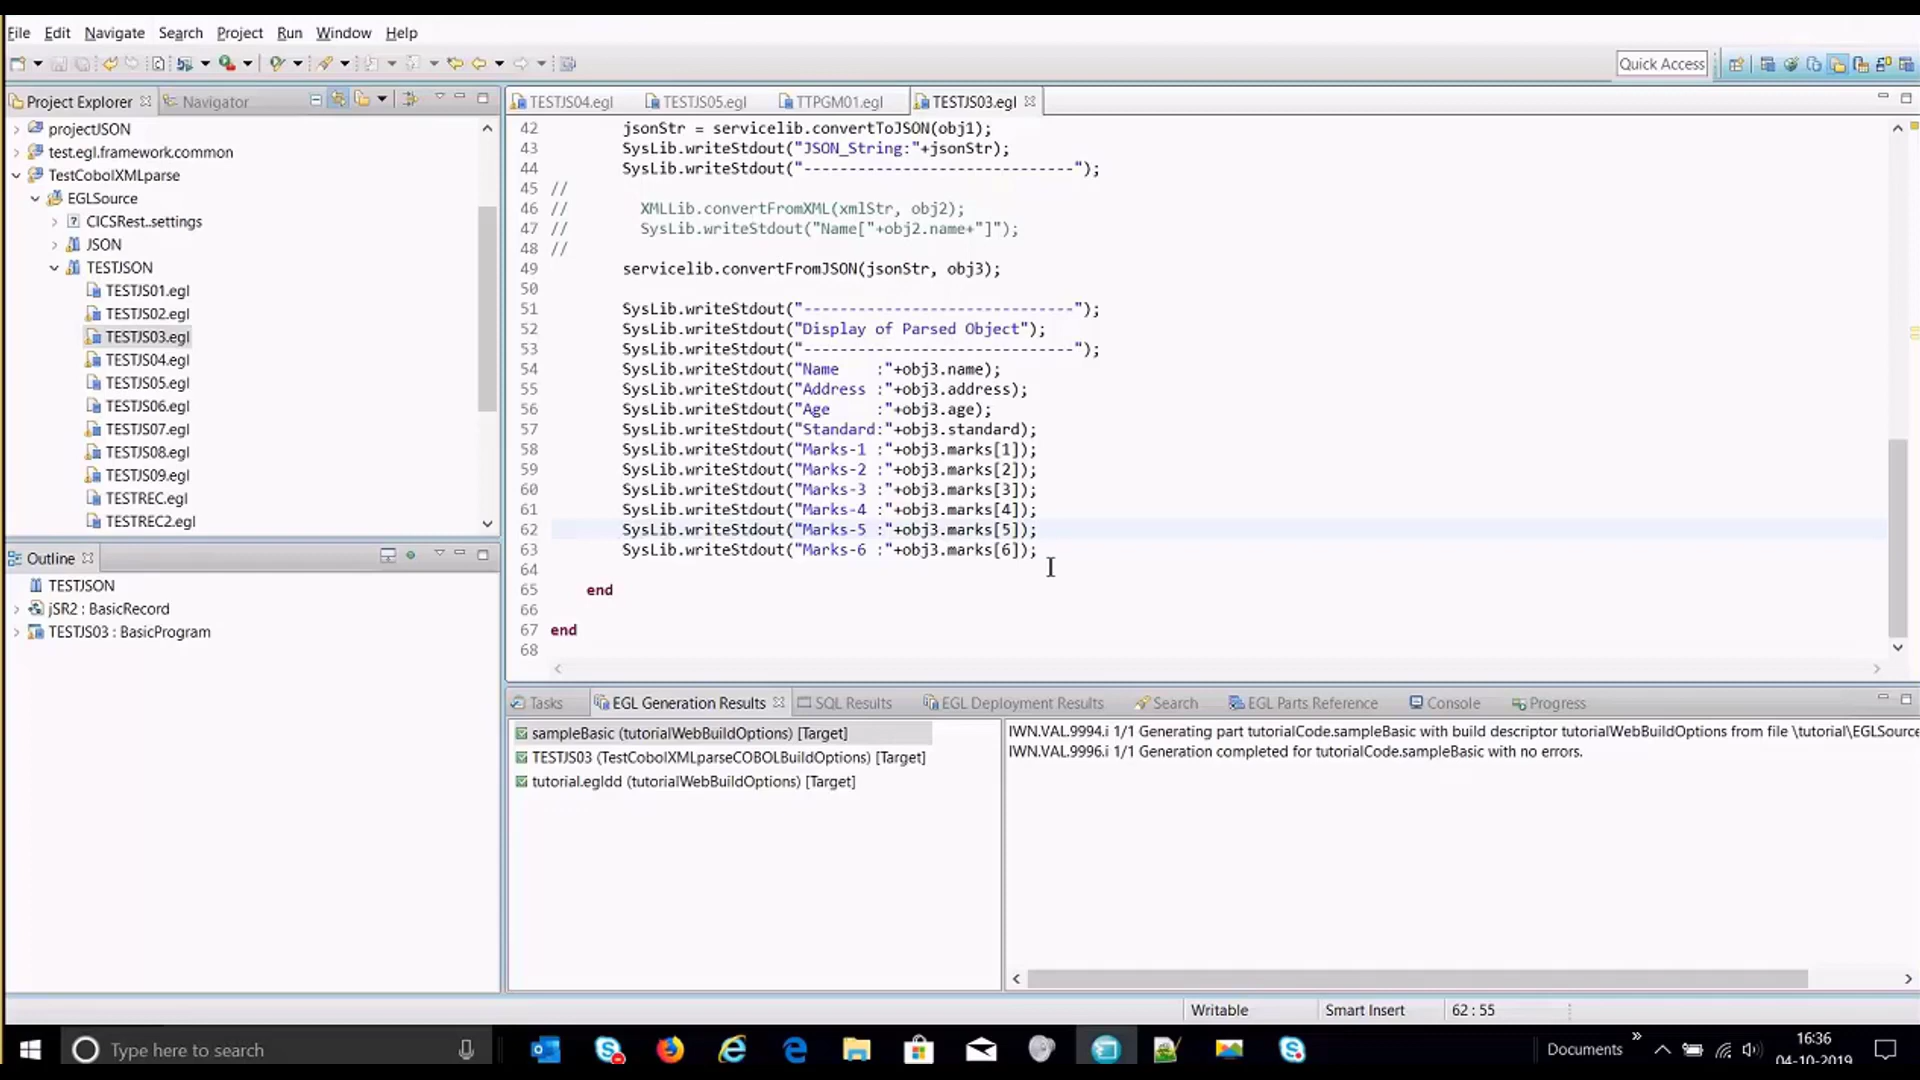 File Edit Navigate Search Project Run Window Help
Quick Access
Project Explorer Navigator
projectJSON
test.egl.framework.common
TestCobolXMLparse
EGLSource
CICSRest..settings
JSON
TESTJSON
TESTJS01.egl
TESTJS02.egl
TESTJS03.egl
TESTJS04.egl
TESTJS05.egl
TESTJS06.egl
TESTJS07.egl
TESTJS08.egl
TESTJS09.egl
TESTREC.egl
TESTREC2.egl
Outline
TESTJSON
jSR2 : BasicRecord
TESTJS03 : BasicProgram
TESTJS04.egl TESTJS05.egl TTPGM01.egl TESTJS03.egl
42 jsonStr = servicelib.convertToJSON(obj1);
43 SysLib.writeStdout("JSON_String:"+jsonStr);
44 SysLib.writeStdout("------------------------------");
45 //
46 // XMLLib.convertFromXML(xmlStr, obj2);
47 // SysLib.writeStdout("Name["+obj2.name+"]");
48 //
49 servicelib.convertFromJSON(jsonStr, obj3);
50
51 SysLib.writeStdout("------------------------------");
52 SysLib.writeStdout("Display of Parsed Object");
53 SysLib.writeStdout("------------------------------");
54 SysLib.writeStdout("Name    :"+obj3.name);
55 SysLib.writeStdout("Address :"+obj3.address);
56 SysLib.writeStdout("Age     :"+obj3.age);
57 SysLib.writeStdout("Standard:"+obj3.standard);
58 SysLib.writeStdout("Marks-1 :"+obj3.marks[1]);
59 SysLib.writeStdout("Marks-2 :"+obj3.marks[2]);
60 SysLib.writeStdout("Marks-3 :"+obj3.marks[3]);
61 SysLib.writeStdout("Marks-4 :"+obj3.marks[4]);
62 SysLib.writeStdout("Marks-5 :"+obj3.marks[5]);
63 SysLib.writeStdout("Marks-6 :"+obj3.marks[6]);
64
65 end
66
67 end
68
Tasks EGL Generation Results SQL Results EGL Deployment Results Search EGL Parts Reference Console Progress
sampleBasic (tutorialWebBuildOptions) [Target]
TESTJS03 (TestCobolXMLparseCOBOLBuildOptions) [Target]
tutorial.egldd (tutorialWebBuildOptions) [Target]
IWN.VAL.9994.i 1/1 Generating part tutorialCode.sampleBasic with build descriptor tutorialWebBuildOptions from file \tutorial\EGLSource
IWN.VAL.9996.i 1/1 Generation completed for tutorialCode.sampleBasic with no errors.
Writable Smart Insert 62 : 55
Type here to search
Documents
16:36
04-10-2019